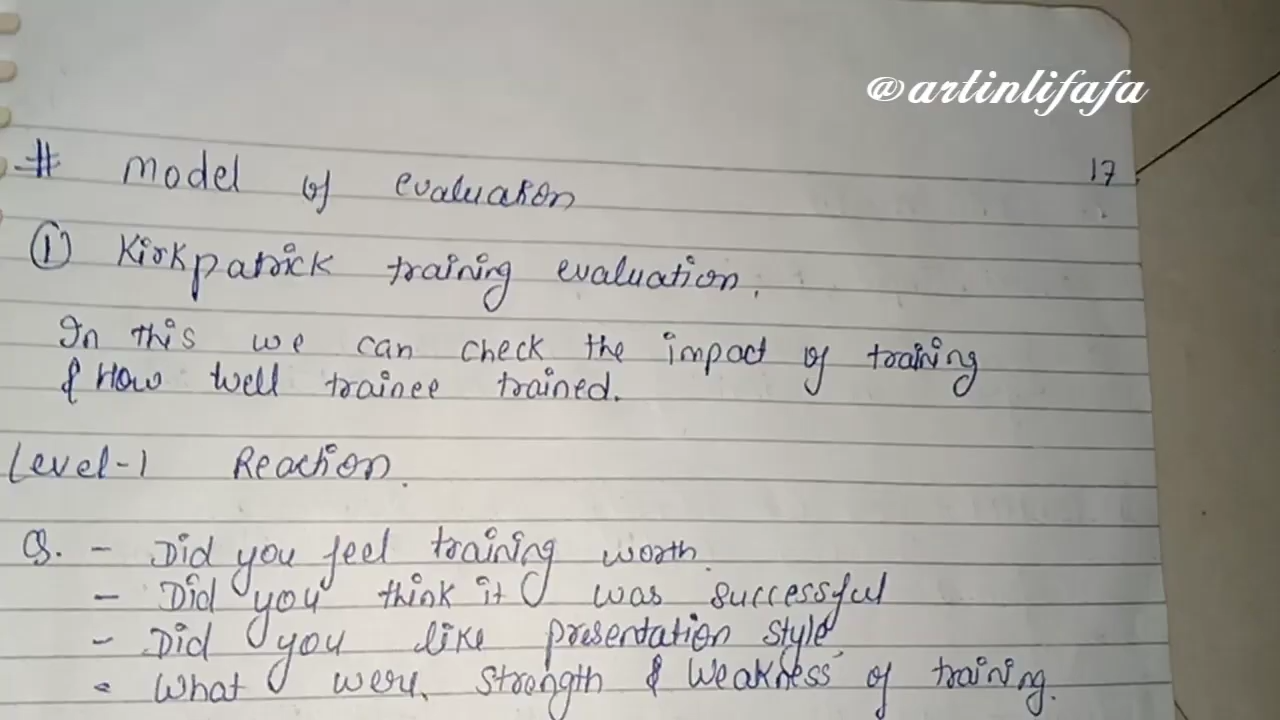 @artinlifafa
17
# Model of evaluation
① Kirkpatrick training evaluation.
In this we can check the impact of training
& How well trainee trained.
Level-1 Reaction.
Q. - Did you feel training worth.
- Did you think it was successful
- Did you like presentation style
- What were strength & weakness of training.